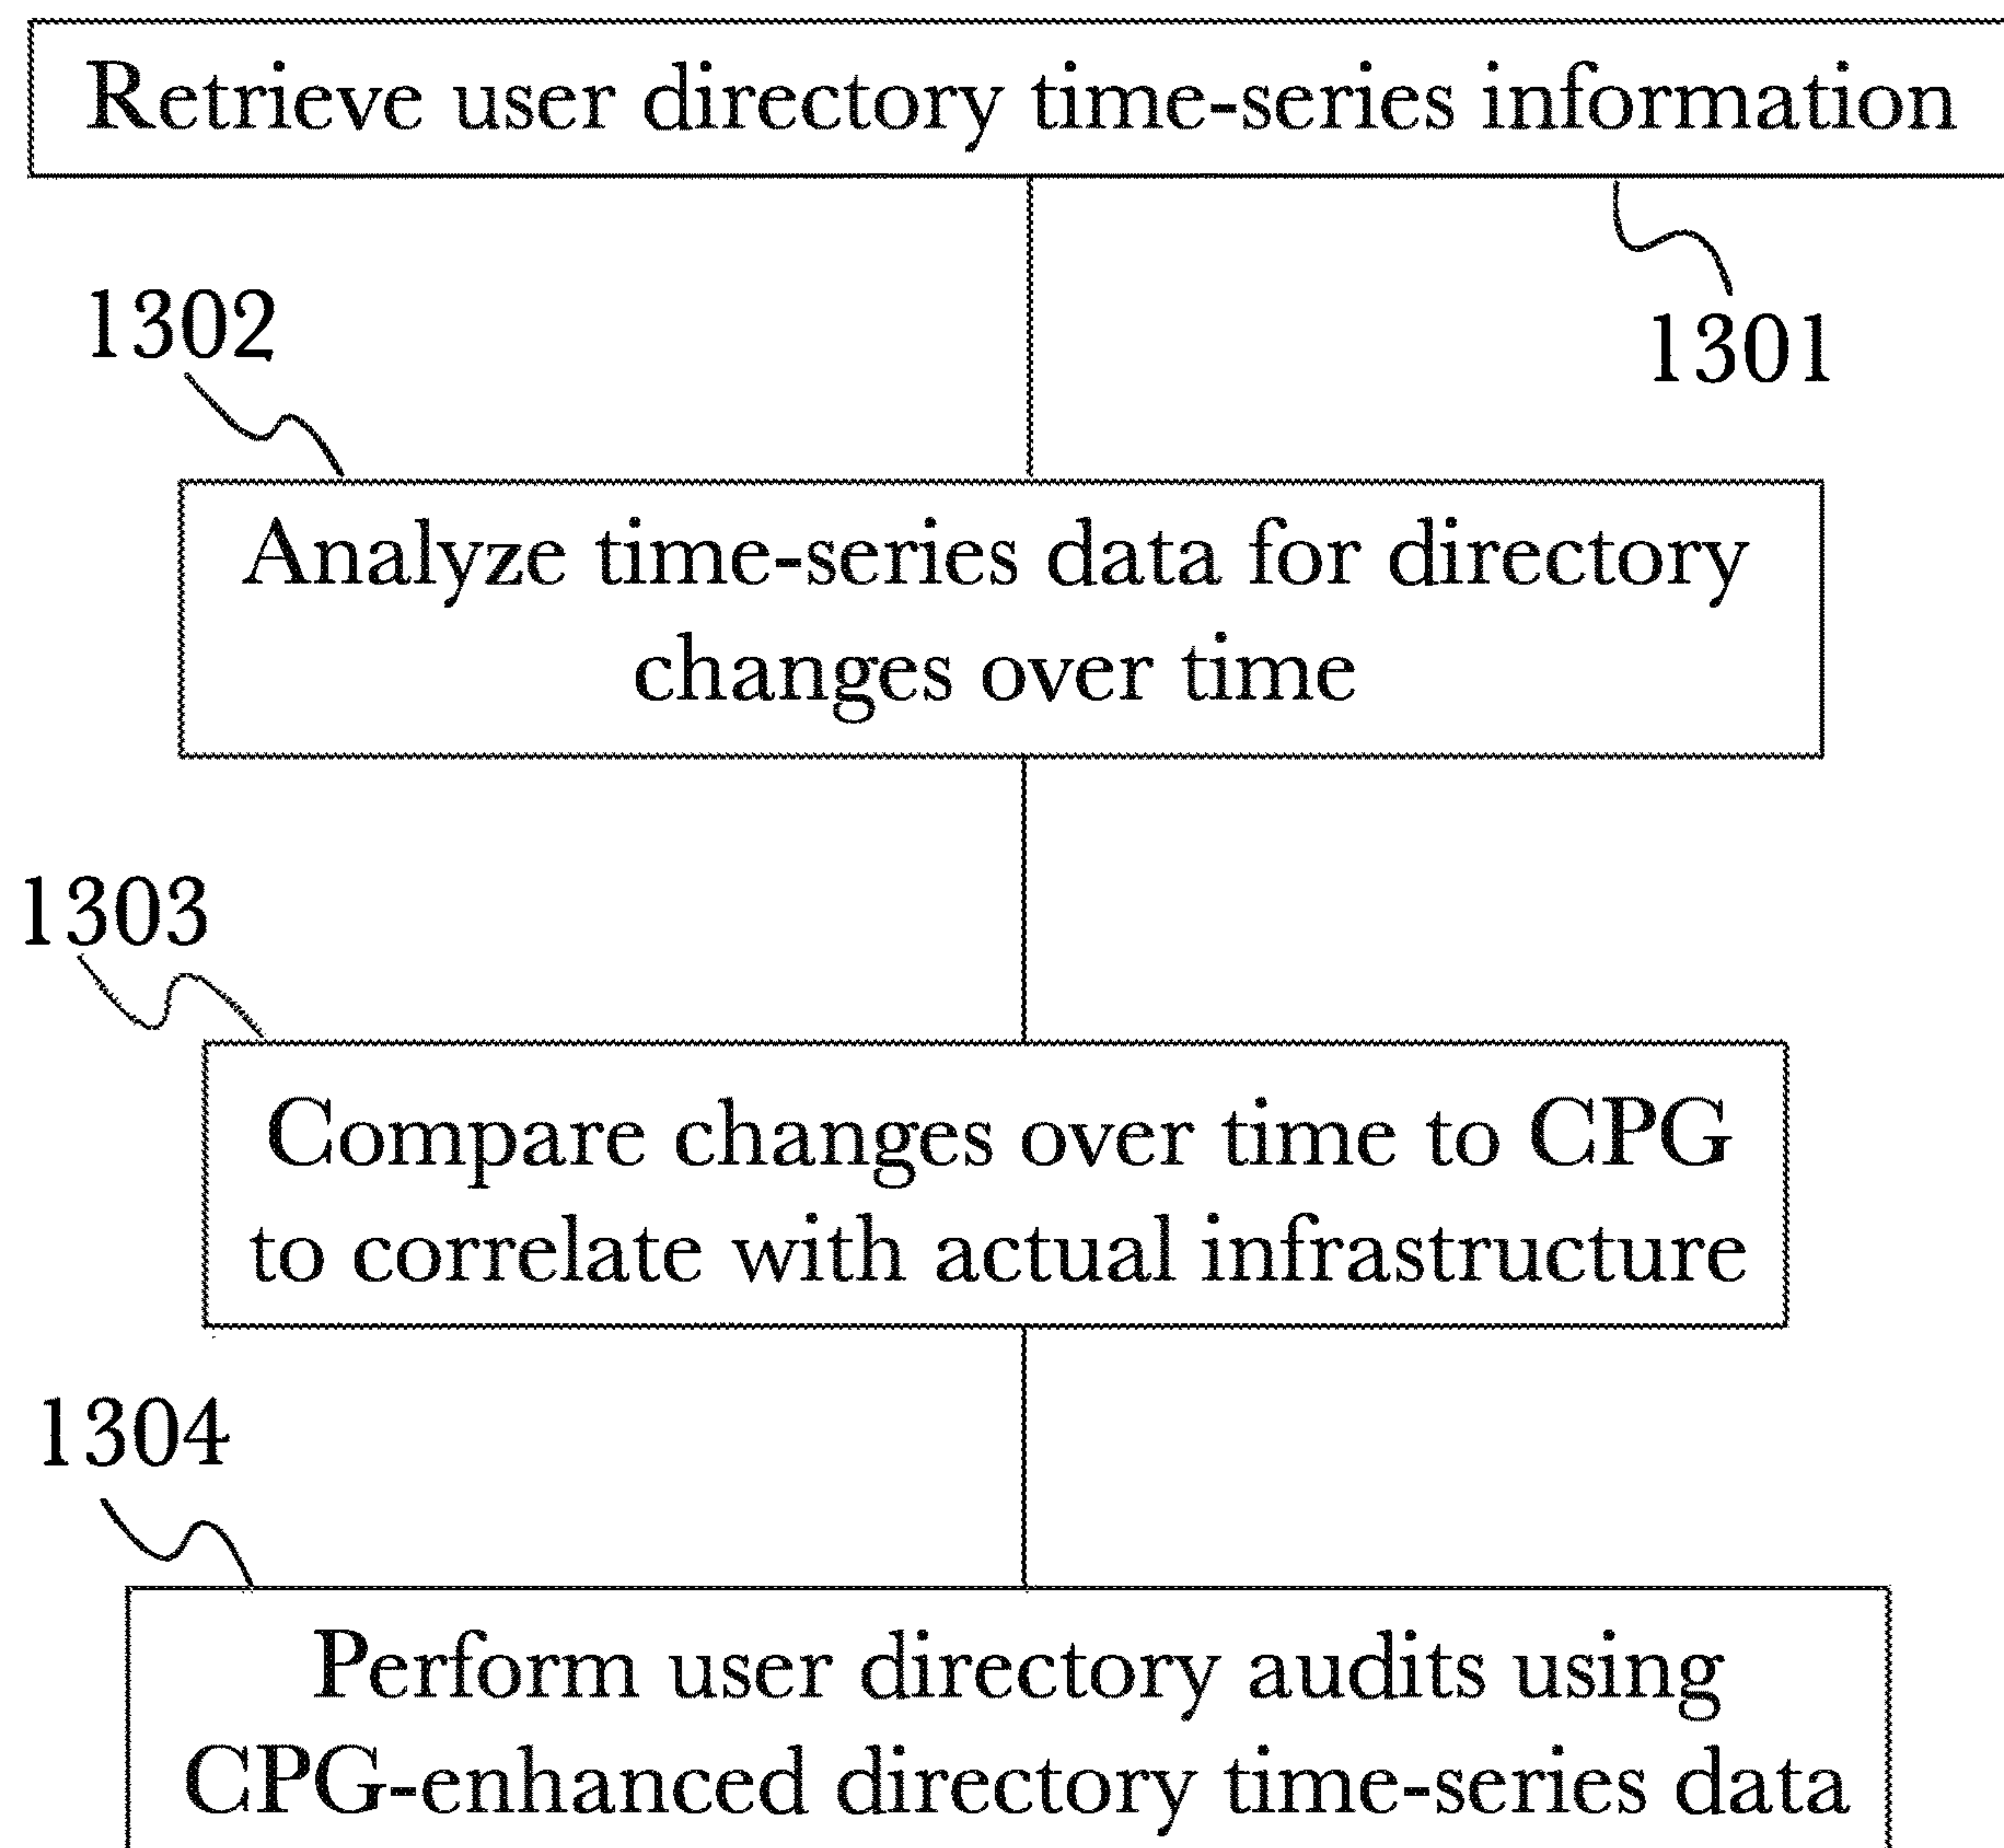 Retrieve user directory time-series information
1301
1302
Analyze time-series data for directory
changes over time
1303
Compare changes over time to CPG
to correlate with actual infrastructure
1304
Perform user directory audits using
CPG-enhanced directory time-series data